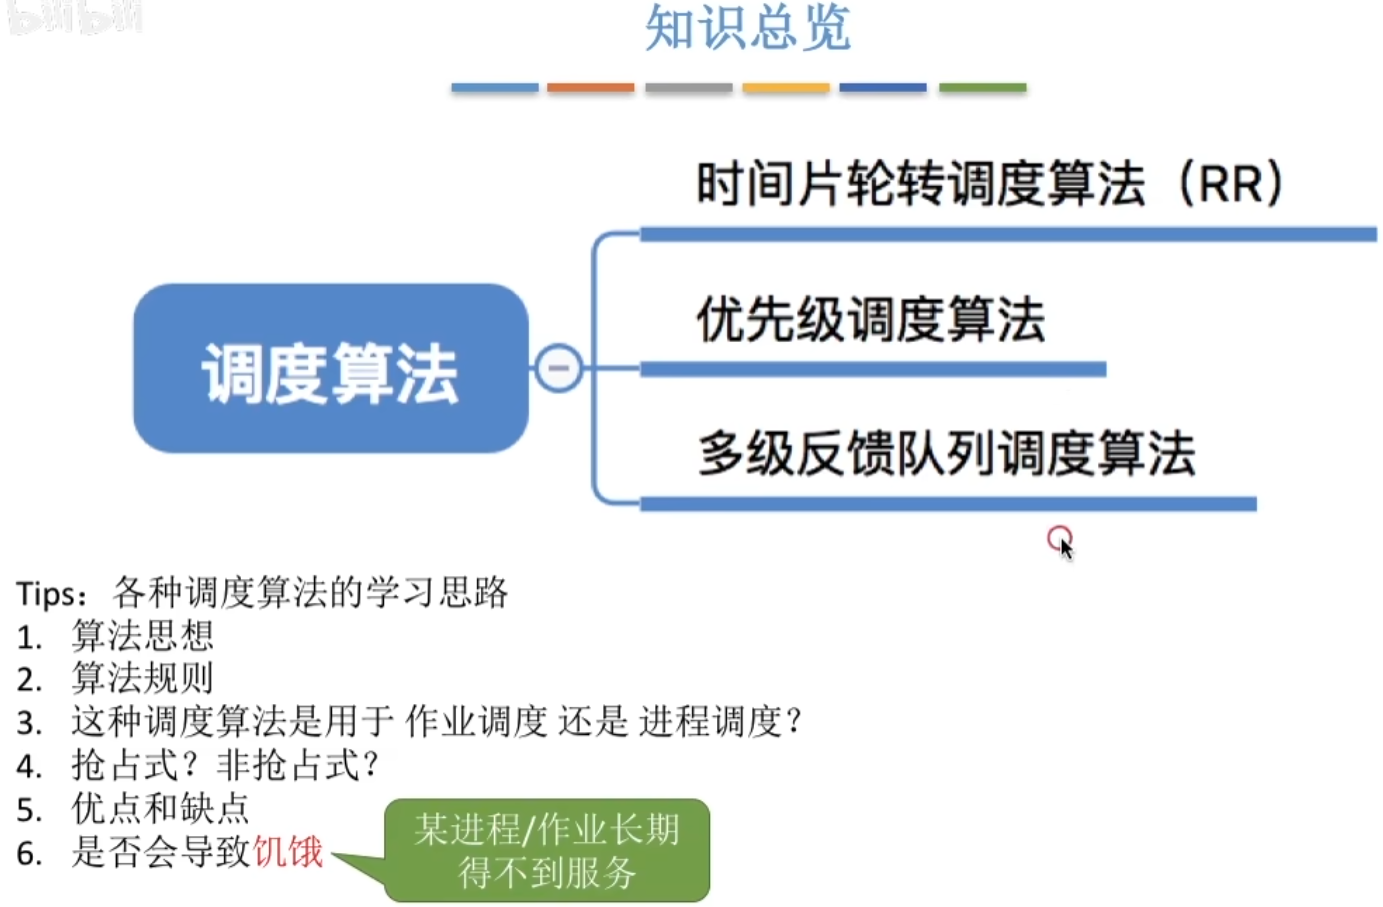 bilibili
知识总览
时间片轮转调度算法（RR）
优先级调度算法
调度算法
多级反馈队列调度算法
Tips：各种调度算法的学习思路
1. 算法思想
2. 算法规则
3. 这种调度算法是用于 作业调度 还是 进程调度？
4. 抢占式？非抢占式？
5. 优点和缺点
6. 是否会导致饥饿
某进程/作业长期
得不到服务